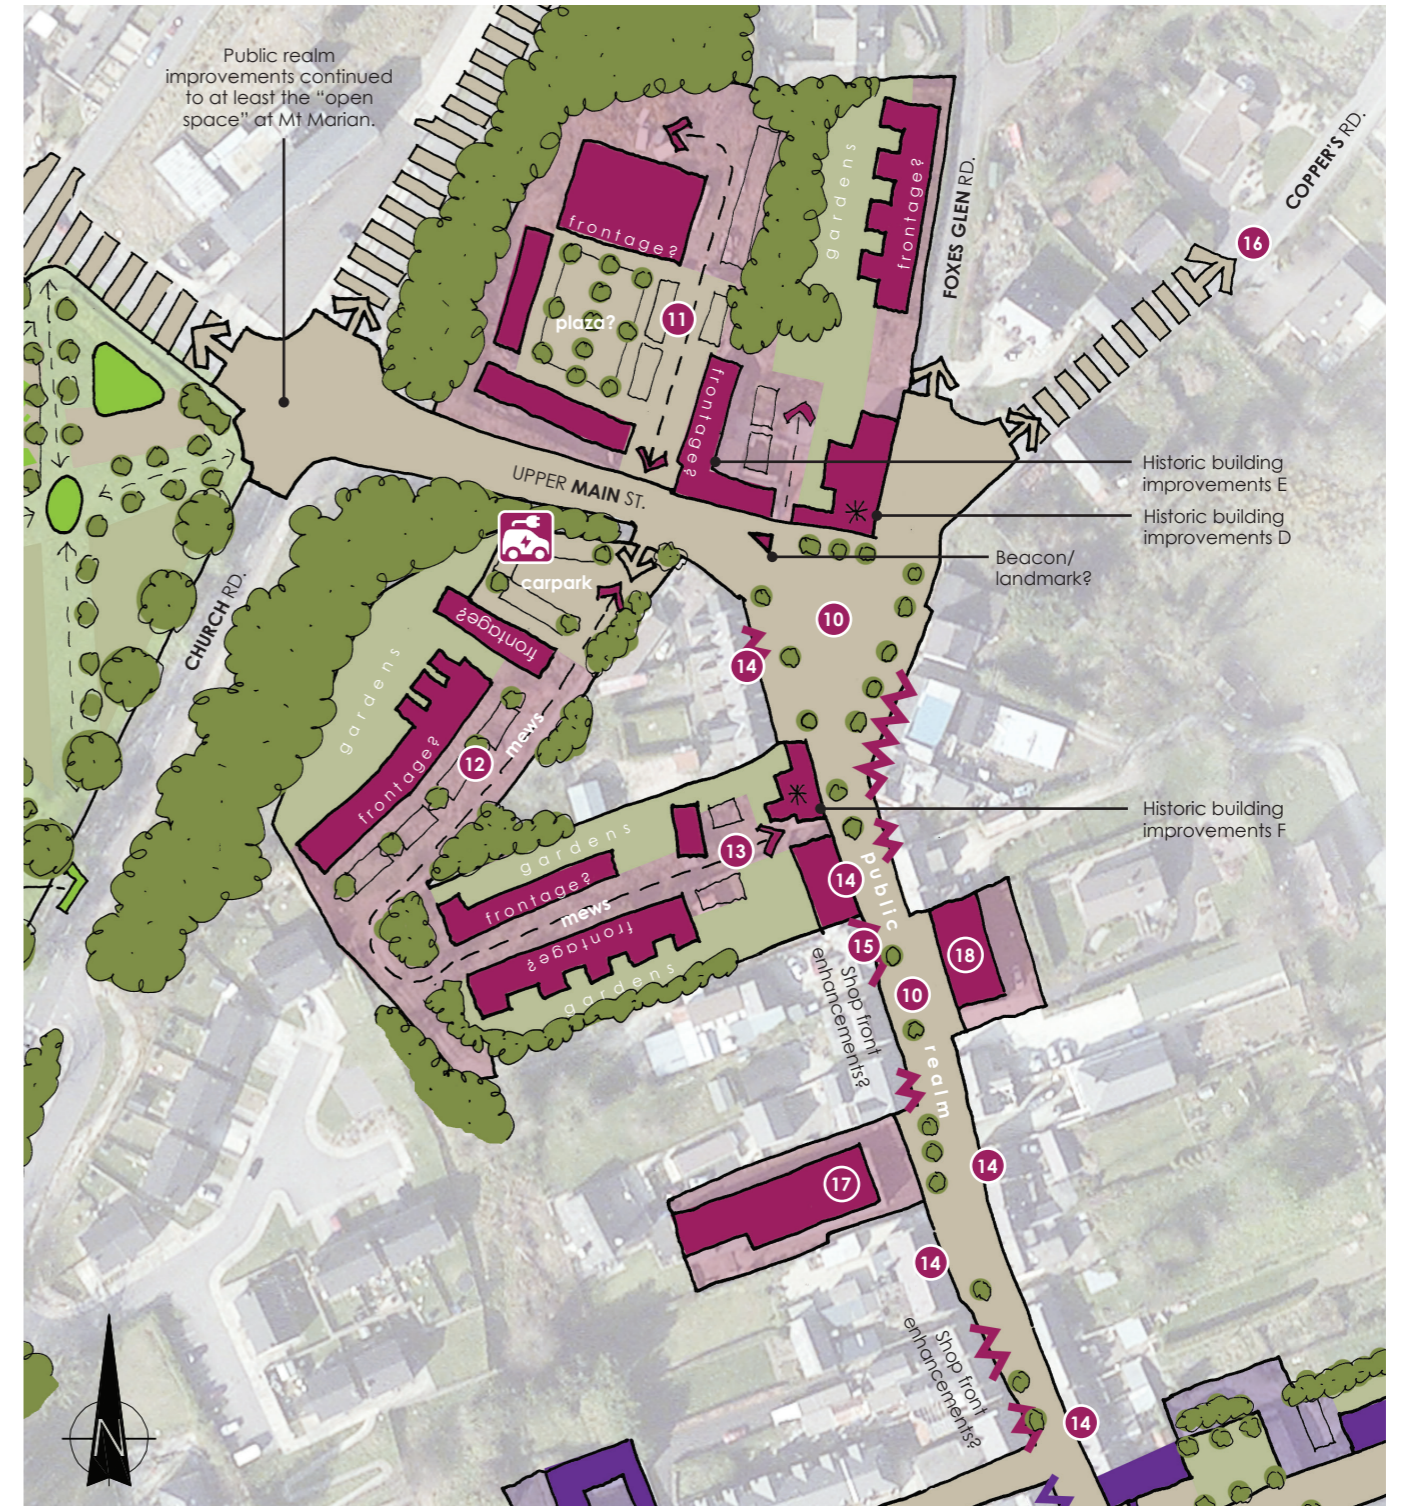 Public realm
improvements continued
to at least the “open
space” at Mt Marian.
COPPER'S RD.
16
FOXES GLEN RD.
gardens
frontage?
frontage?
plaza?
11
frontage?
UPPER MAIN ST.
Historic building
improvements E
Historic building
improvements D
Beacon/
landmark?
carpark
CHURCH RD.
frontage?
gardens
frontage?
mews
12
10
14
Historic building
improvements F
gardens
13
frontage?
mews
frontage?
gardens
14
public
realm
15
Shop front
enhancements?
18
10
14
17
14
Shop front
enhancements?
14
N